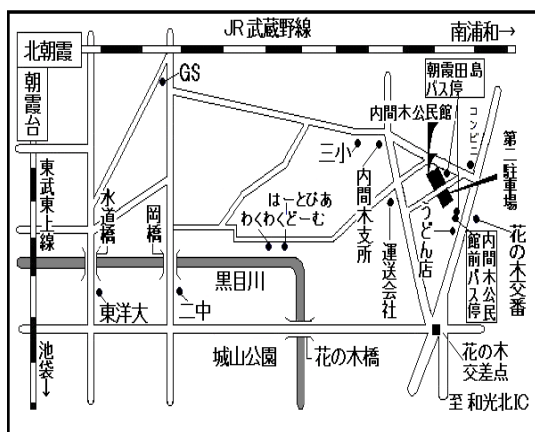 JR武蔵野線
南浦和→
北朝霞
朝霞台
GS
朝霞田島
バス停
内間木公民館
コンビニ
第二駐車場
三小
内間木支所
東武東上線
水道橋
岡橋
はーとぴあ
わくわくどーむ
運送会社
うどん店
内間木公民
館前バス停
花の木交番
黒目川
東洋大
二中
池袋→
城山公園
花の木橋
花の木
交差点
至 和光北IC